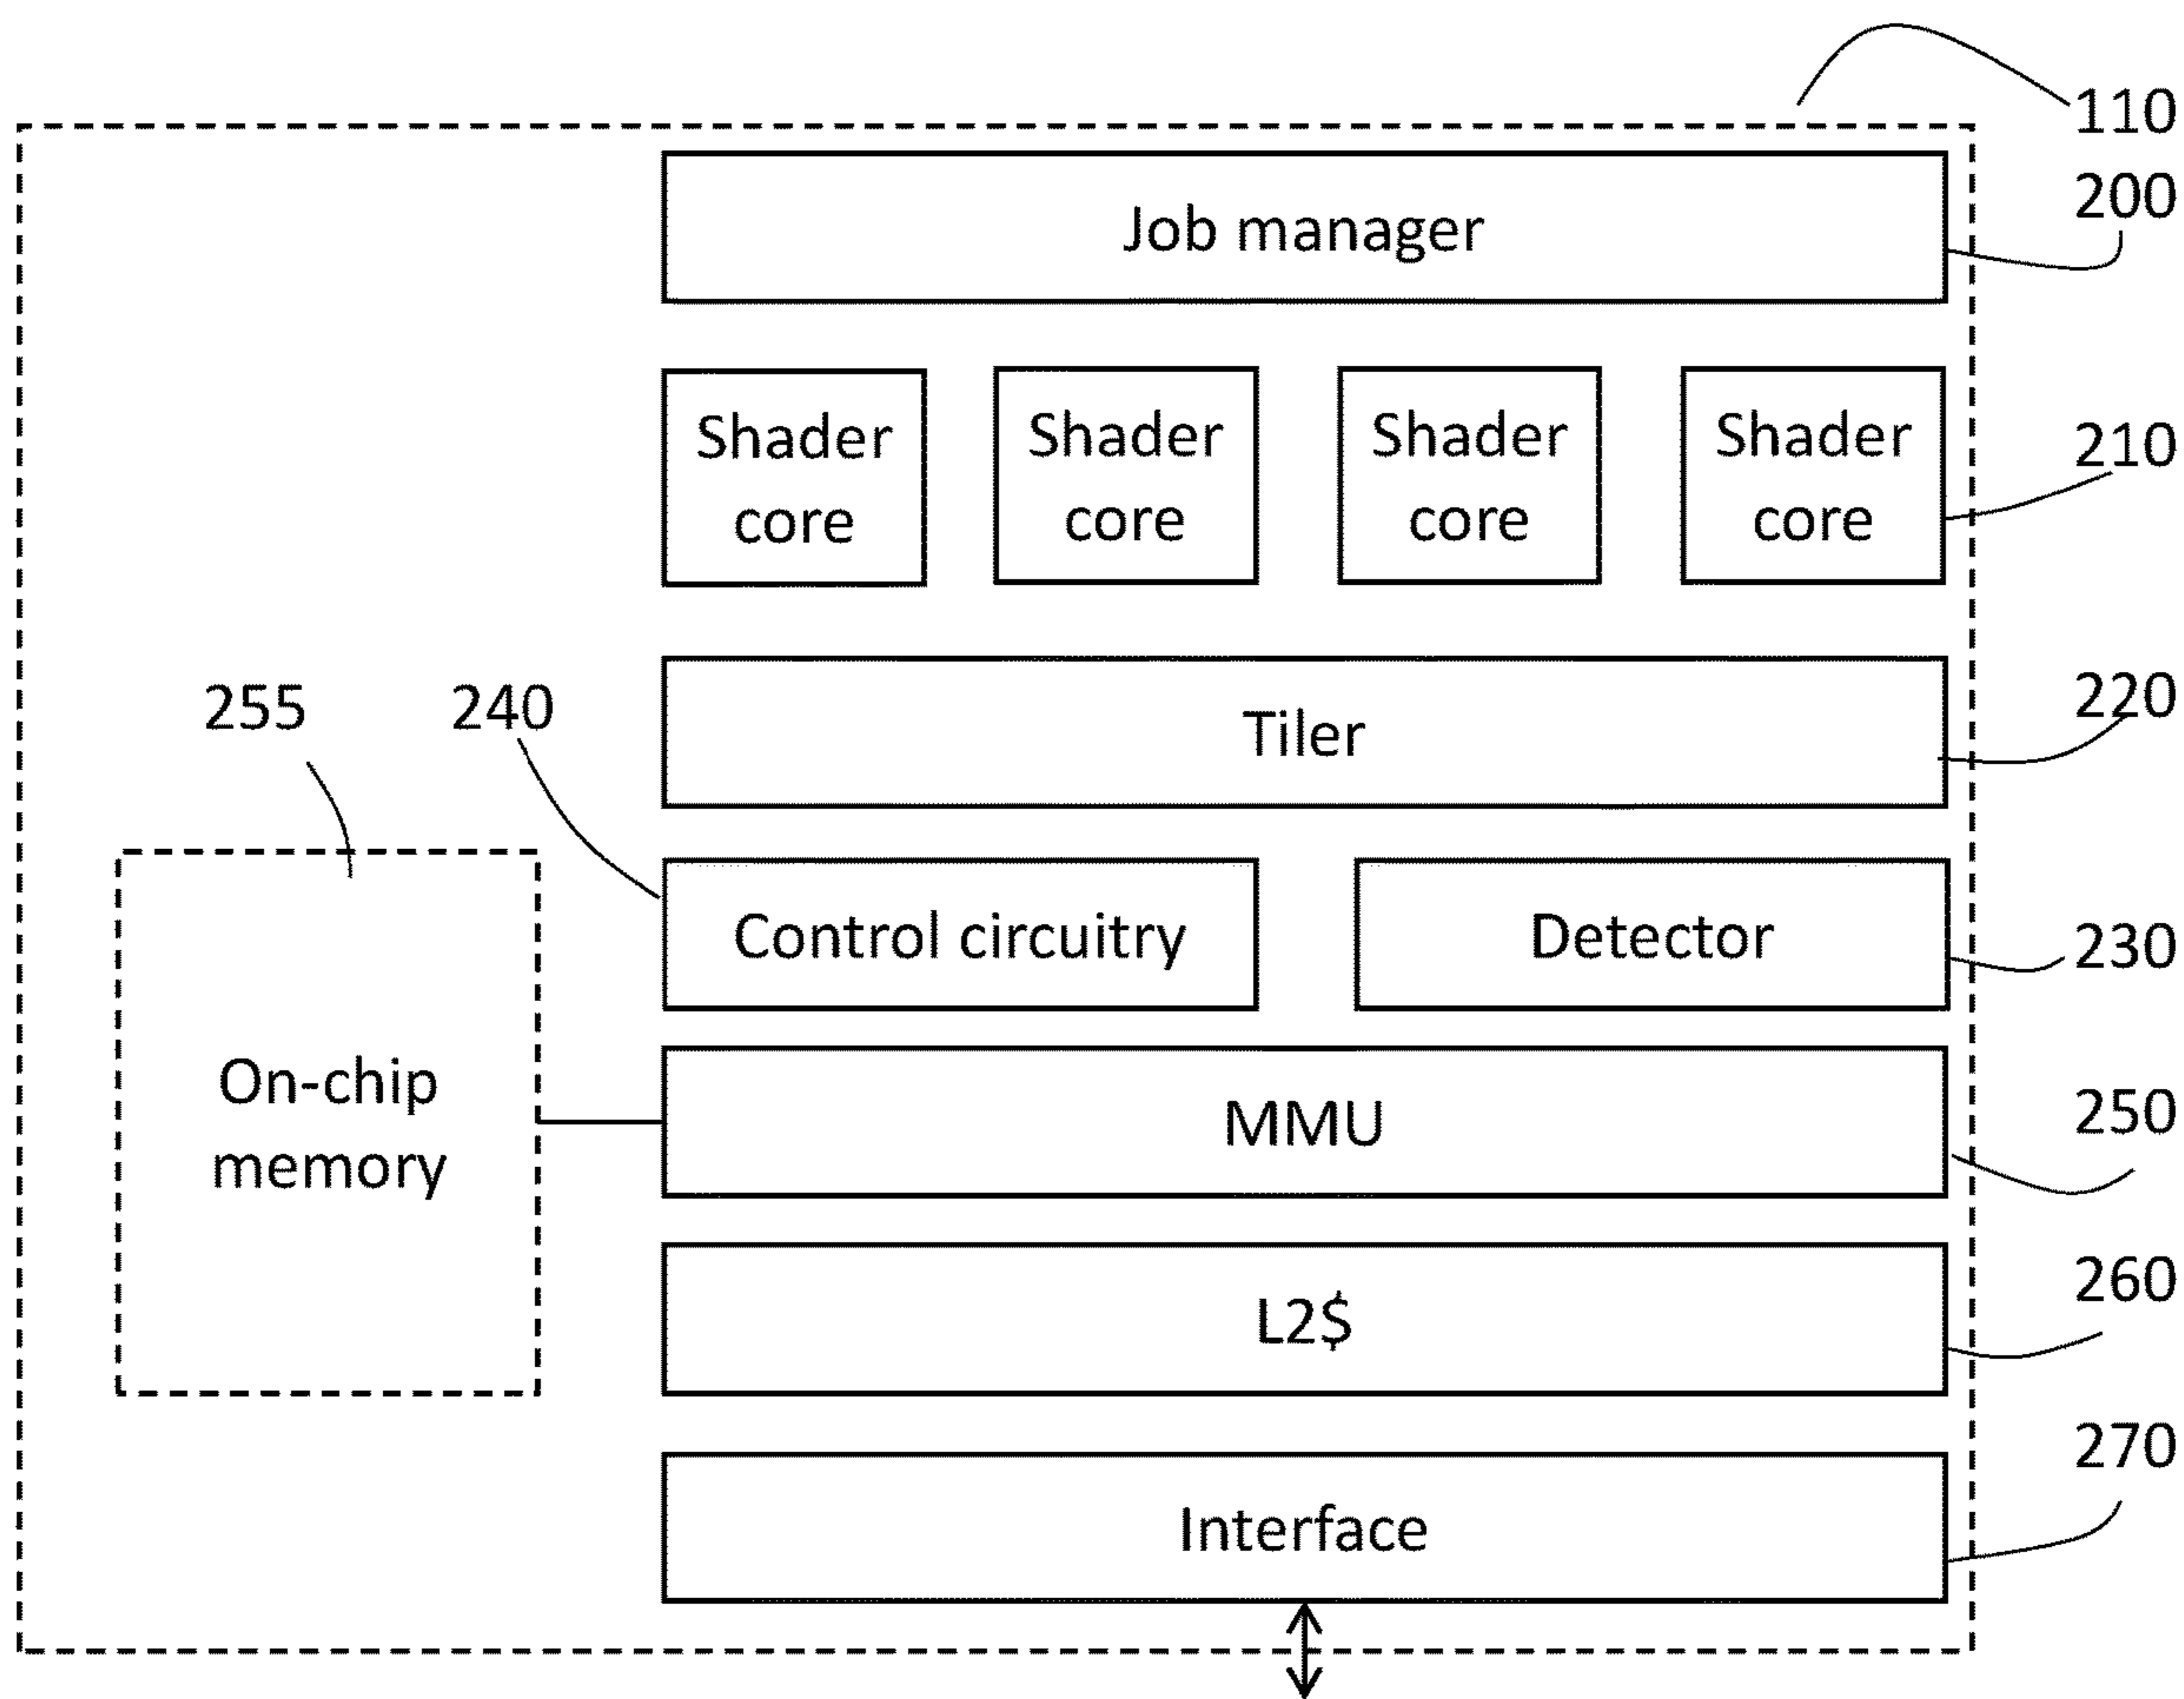 110
Job manager
200
Shader core
Shader core
Shader core
Shader core
210
Tiler
220
255
240
Control circuitry
Detector
230
On-chip
memory
MMU
250
L2$
260
Interface
270